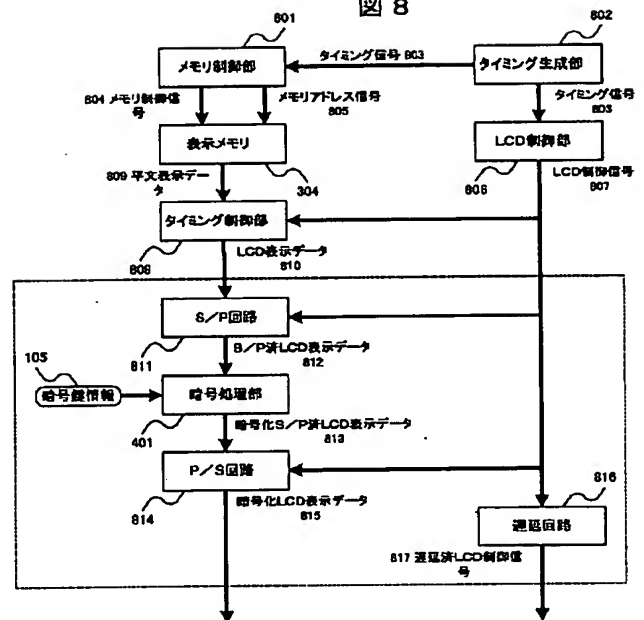 図 8
801
802
メモリ制御部
タイミング信号 803
タイミング生成部
804 メモリ制御信
号
メモリアドレス信号
805
タイミング信号
803
表示メモリ
304
LCD制御部
806
LCD制御信号
807
809 平文表示デー
タ
タイミング制御部
808
LCD表示データ
810
S/P回路
811
S/P済LCD表示データ
812
105
暗号鍵情報
暗号処理部
401
暗号化S/P済LCD表示データ
813
P/S回路
814
暗号化LCD表示データ
815
816
遅延回路
817 遅延済LCD制御信
号